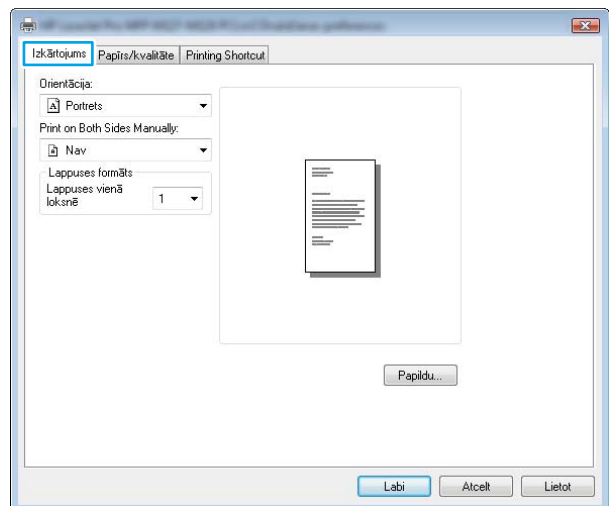 Izkārtojums Papīrs/kvalitāte Printing Shortcut
Orientācija:
Portrets
Print on Both Sides Manually:
Nav
Lappuses formāts
Lappuses vienā
loksnē
1
Papildu...
Labi Atcelt Lietot